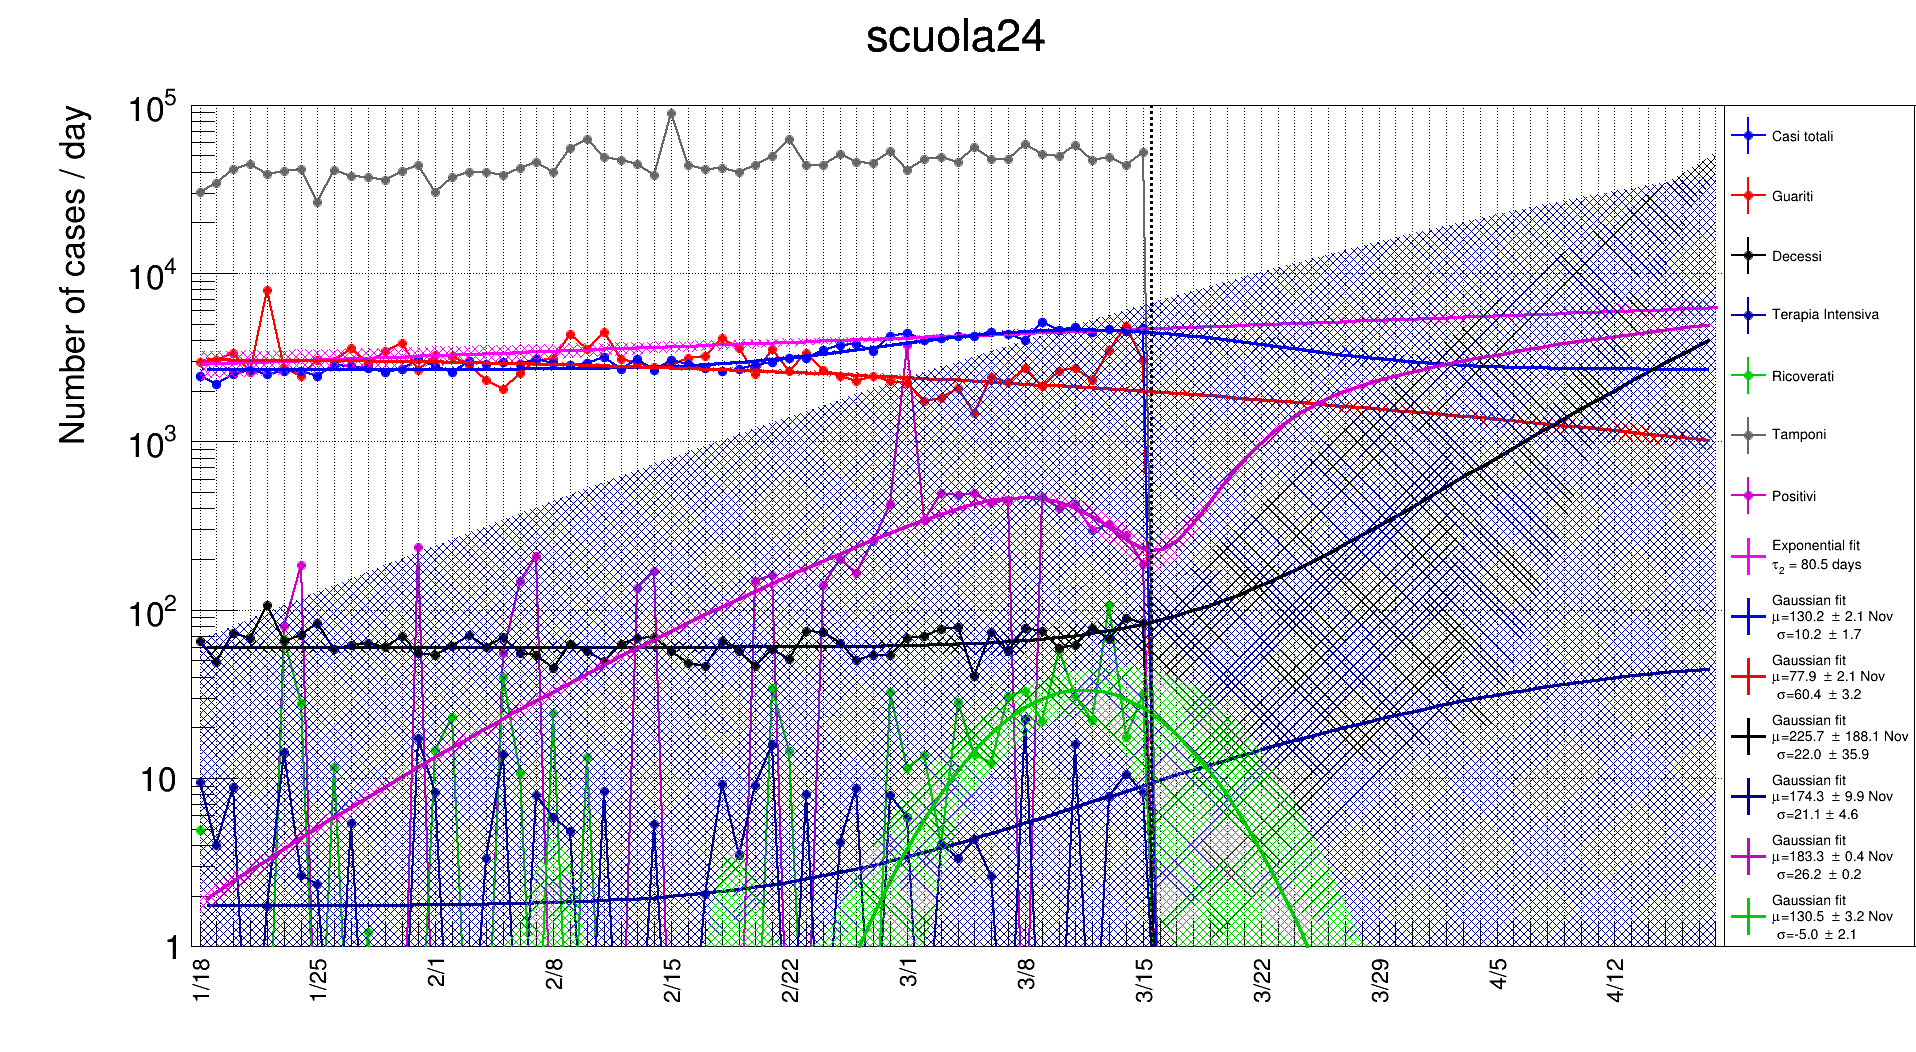 scuola24
Number of cases / day
10^5
10^4
10^3
10^2
10
1
1/18
1/25
2/1
2/8
2/15
2/22
3/1
3/8
3/15
3/22
3/29
4/5
4/12
Casi totali
Guariti
Decessi
Terapia Intensiva
Ricoverati
Tamponi
Positivi
Exponential fit
τ₂ = 80.5 days
Gaussian fit
μ=130.2 ± 2.1 Nov
σ=10.2 ± 1.7
Gaussian fit
μ=77.9 ± 2.1 Nov
σ=60.4 ± 3.2
Gaussian fit
μ=225.7 ± 188.1 Nov
σ=22.0 ± 35.9
Gaussian fit
μ=174.3 ± 9.9 Nov
σ=21.1 ± 4.6
Gaussian fit
μ=183.3 ± 0.4 Nov
σ=26.2 ± 0.2
Gaussian fit
μ=130.5 ± 3.2 Nov
σ=-5.0 ± 2.1